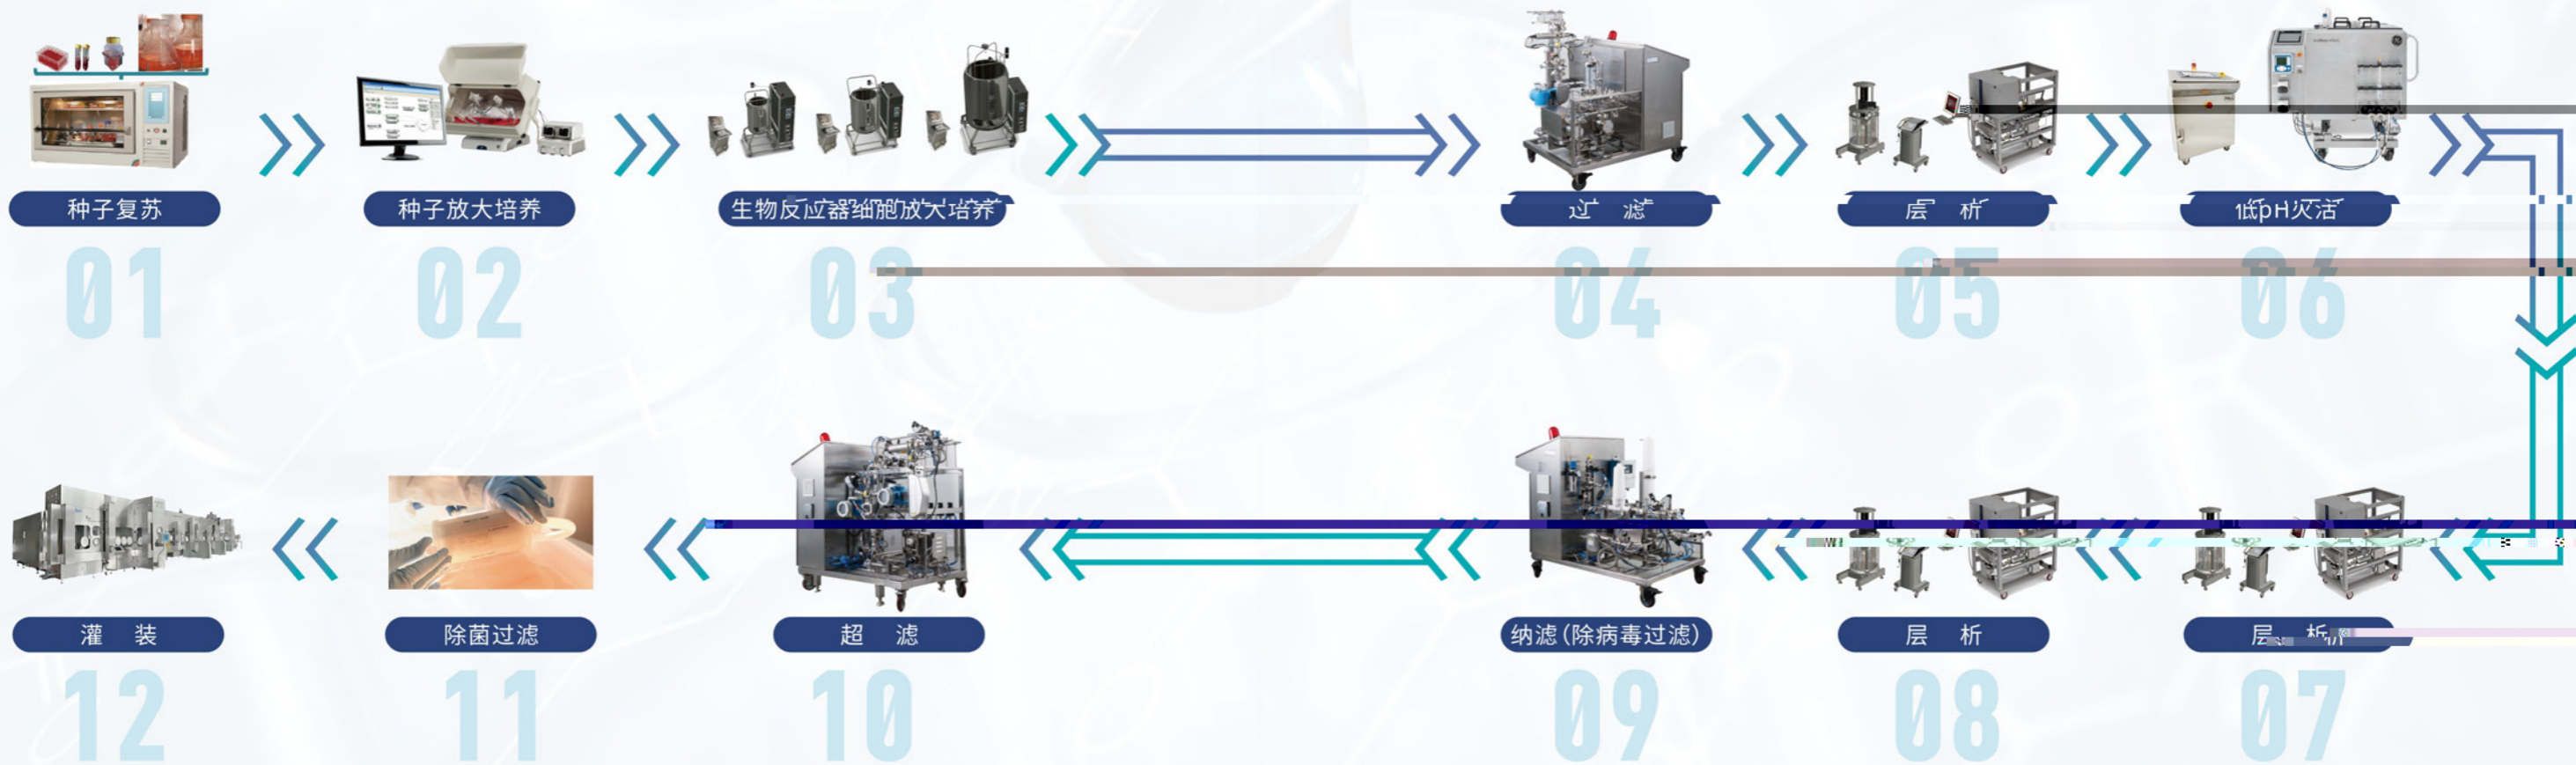 种子复苏
01
种子放大培养
02
生物反应器细胞放大培养
03
过 滤
04
层 析
05
低pH灭活
06
层 析
07
层 析
08
纳滤(除病毒过滤)
09
超 滤
10
除菌过滤
11
灌 装
12